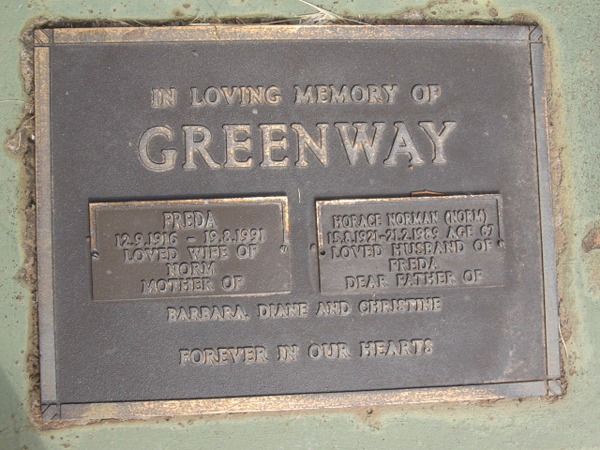 IN LOVING MEMORY OF
GREENWAY
FREDA
12.9.1916 - 19.8.1991
LOVED WIFE OF
NORM
MOTHER OF
HORACE NORMAN (NORM)
15.8.1921-21.2.1989 AGE 67
LOVED HUSBAND OF
FREDA
DEAR FATHER OF
BARBARA, DIANE AND CHRISTINE
FOREVER IN OUR HEARTS